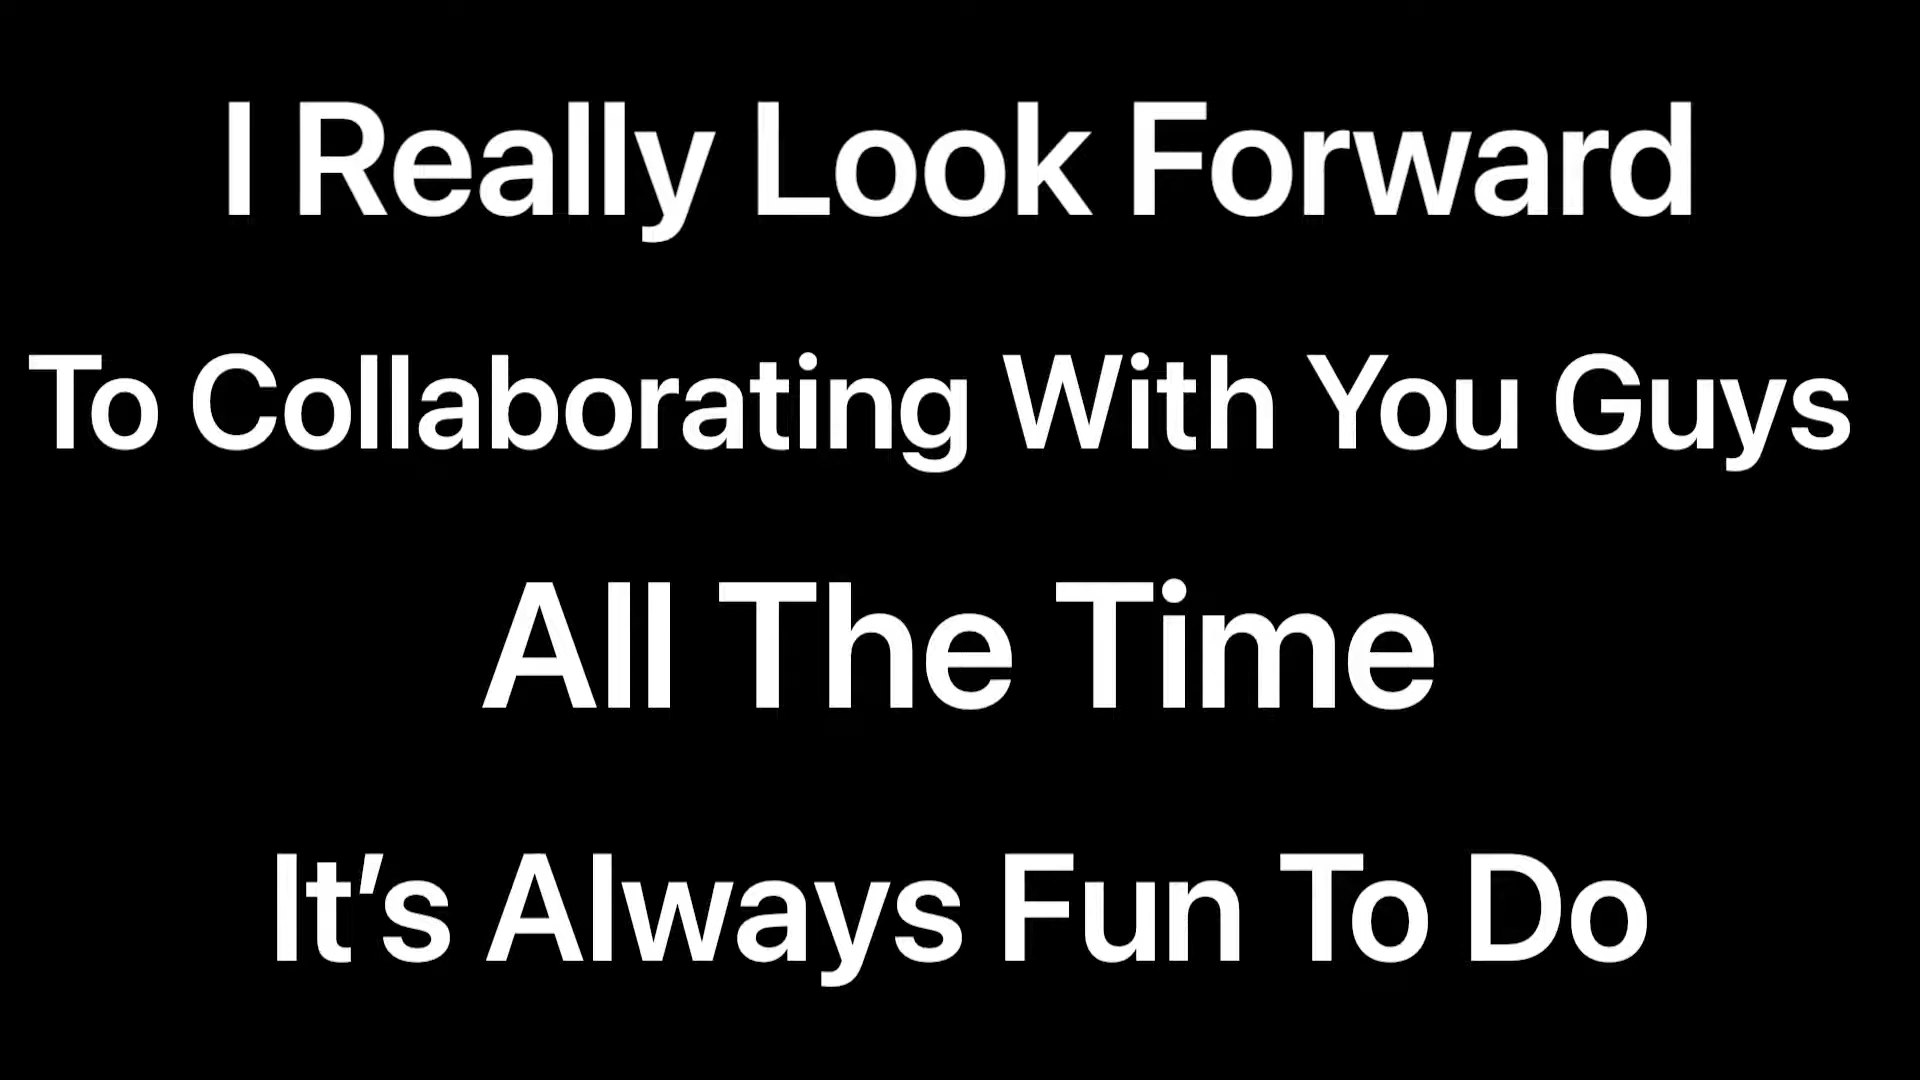 I Really Look Forward
To Collaborating With You Guys
All The Time
It’s Always Fun To Do